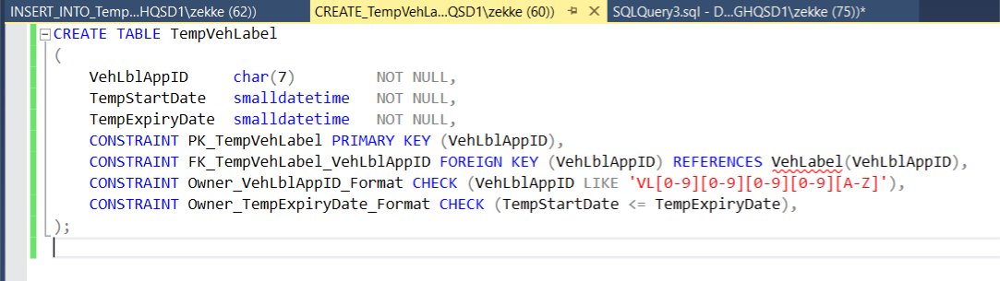 INSERT_INTO_Temp...HQSD1\zekke (62))    CREATE_TempVehLa...QSD1\zekke (60))    SQLQuery3.sql - D...GHQSD1\zekke (75))*
CREATE TABLE TempVehLabel
(
    VehLblAppID     char(7)         NOT NULL,
    TempStartDate   smalldatetime   NOT NULL,
    TempExpiryDate  smalldatetime   NOT NULL,
    CONSTRAINT PK_TempVehLabel PRIMARY KEY (VehLblAppID),
    CONSTRAINT FK_TempVehLabel_VehLblAppID FOREIGN KEY (VehLblAppID) REFERENCES VehLabel(VehLblAppID),
    CONSTRAINT Owner_VehLblAppID_Format CHECK (VehLblAppID LIKE 'VL[0-9][0-9][0-9][0-9][A-Z]'),
    CONSTRAINT Owner_TempExpiryDate_Format CHECK (TempStartDate <= TempExpiryDate),
);